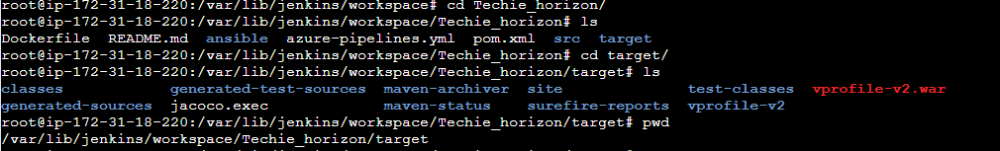 root@ip-172-31-18-220:/var/lib/jenkins/workspace# cd Techie_horizon/
root@ip-172-31-18-220:/var/lib/jenkins/workspace/Techie_horizon# ls
Dockerfile  README.md  ansible  azure-pipelines.yml  pom.xml  src  target
root@ip-172-31-18-220:/var/lib/jenkins/workspace/Techie_horizon# cd target/
root@ip-172-31-18-220:/var/lib/jenkins/workspace/Techie_horizon/target# ls
classes            generated-test-sources  maven-archiver  site              test-classes  vprofile-v2.war
generated-sources  jacoco.exec             maven-status    surefire-reports  vprofile-v2
root@ip-172-31-18-220:/var/lib/jenkins/workspace/Techie_horizon/target# pwd
/var/lib/jenkins/workspace/Techie_horizon/target